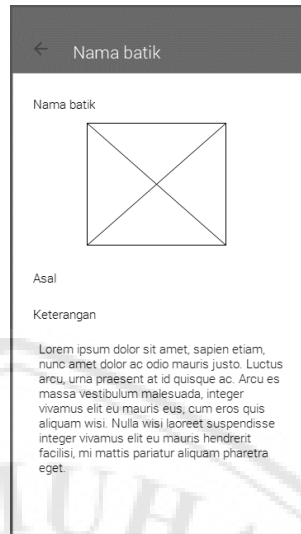 Nama batik
Nama batik
Asal
Keterangan
Lorem ipsum dolor sit amet, sapien etiam,
nunc amet dolor ac odio mauris justo. Luctus
arcu, urna praesent at id quisque ac. Arcu es
massa vestibulum malesuada, integer
vivamus elit eu mauris eus, cum eros quis
aliquam wisi. Nulla wisi laoreet suspendisse
integer vivamus elit eu mauris hendrerit
facilisi, mi mattis pariatur aliquam pharetra
eget.
MUHA